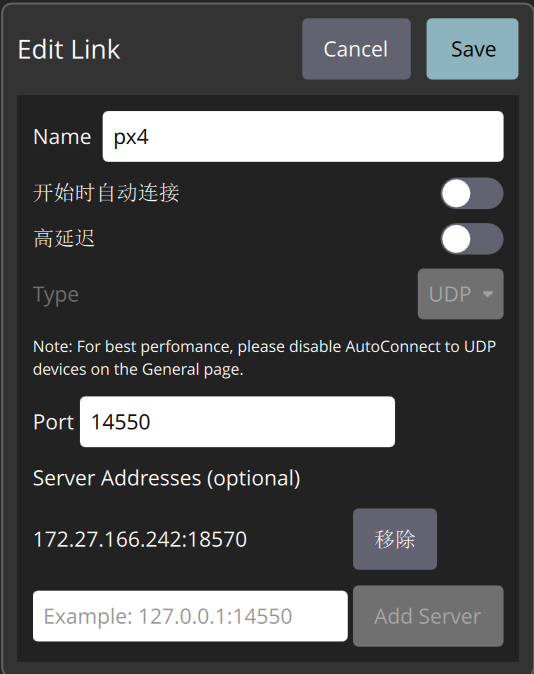 Edit Link
Cancel
Save
Name
px4
开始时自动连接
高延迟
Type
UDP
Note: For best perfomance, please disable AutoConnect to UDP
devices on the General page.
Port
14550
Server Addresses (optional)
172.27.166.242:18570
移除
Example: 127.0.0.1:14550
Add Server